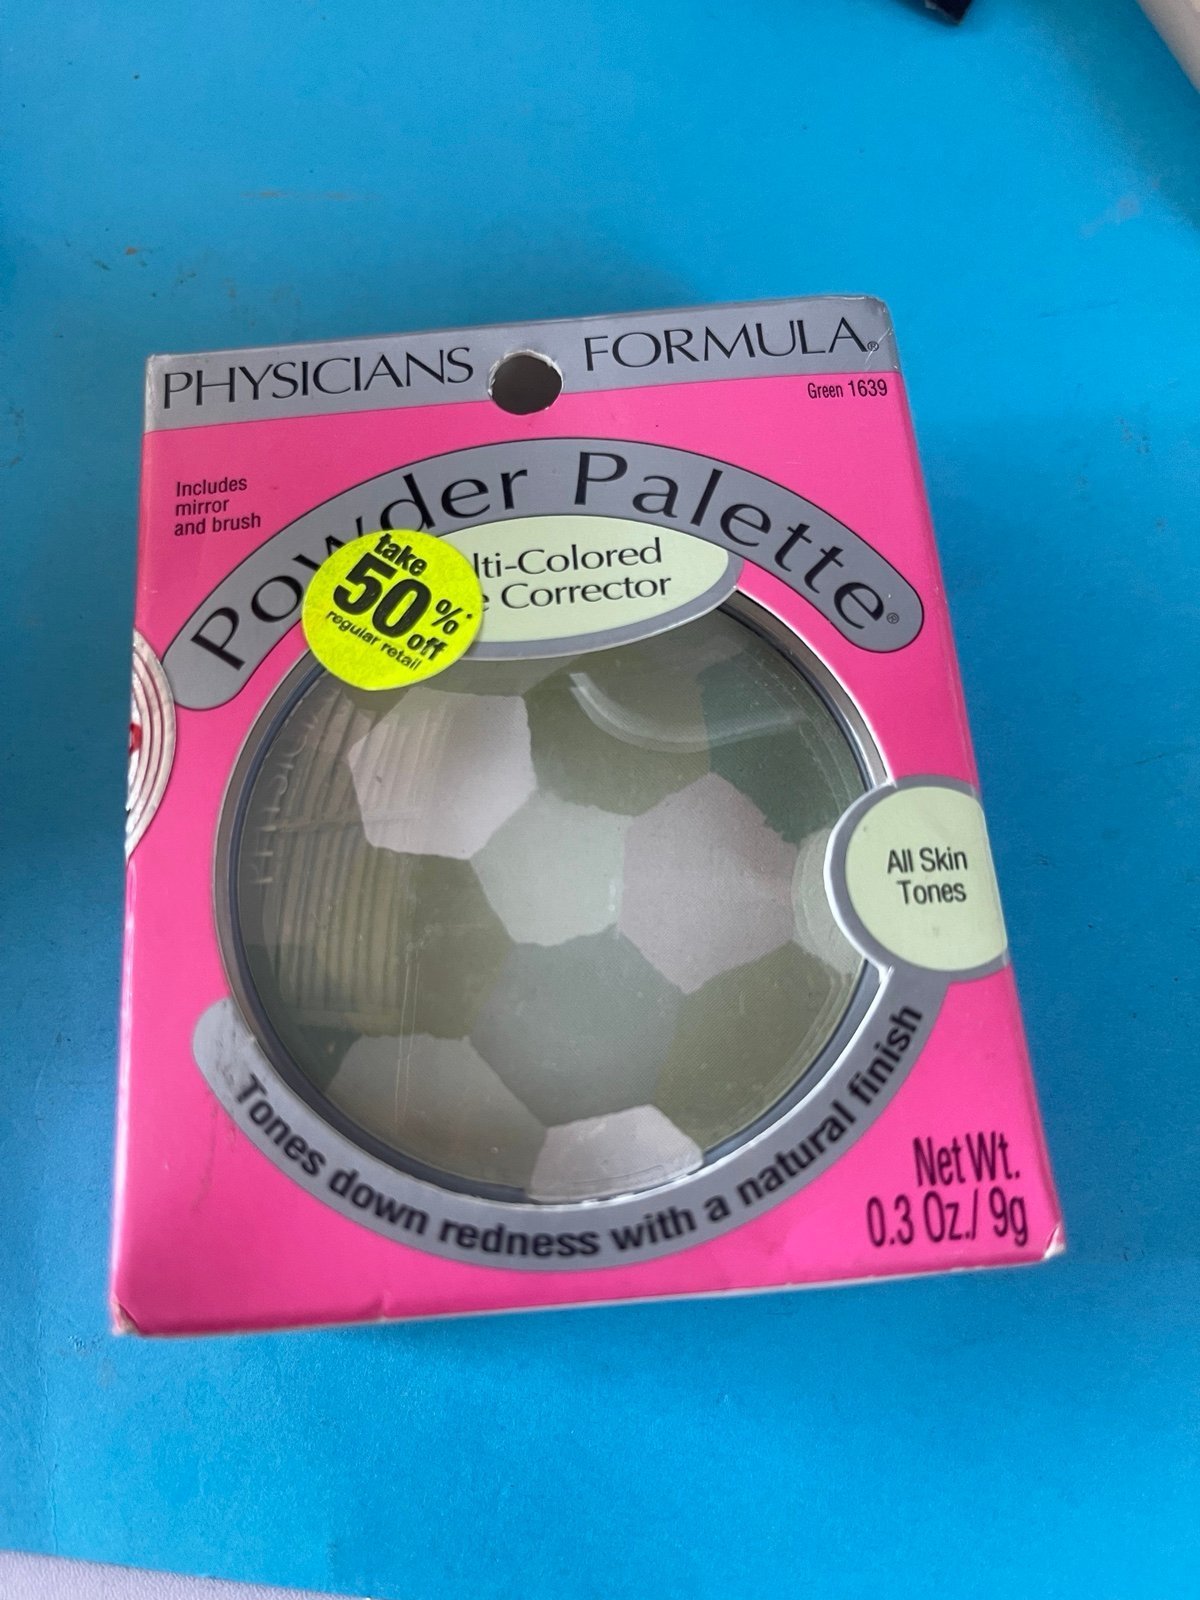 PHYSICIANS FORMULA®
Green 1639
Includes
mirror
and brush
Powder Palette®
lti-Colored
e Corrector
take
50%*
off
regular retail
All Skin
Tones
Tones down redness with a natural finish
Net Wt.
0.3 Oz./ 9g